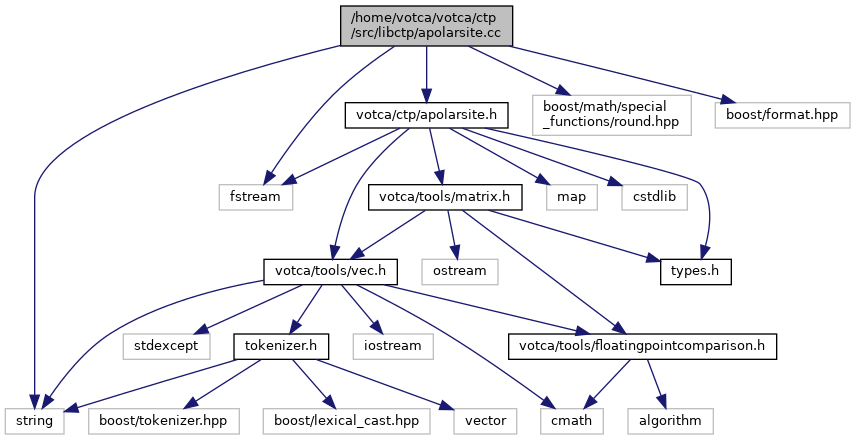 /home/votca/votca/ctp
/src/libctp/apolarsite.cc
votca/ctp/apolarsite.h
boost/math/special
_functions/round.hpp
boost/format.hpp
fstream
votca/tools/matrix.h
map
cstdlib
votca/tools/vec.h
ostream
types.h
stdexcept
tokenizer.h
iostream
votca/tools/floatingpointcomparison.h
string
boost/tokenizer.hpp
boost/lexical_cast.hpp
vector
cmath
algorithm